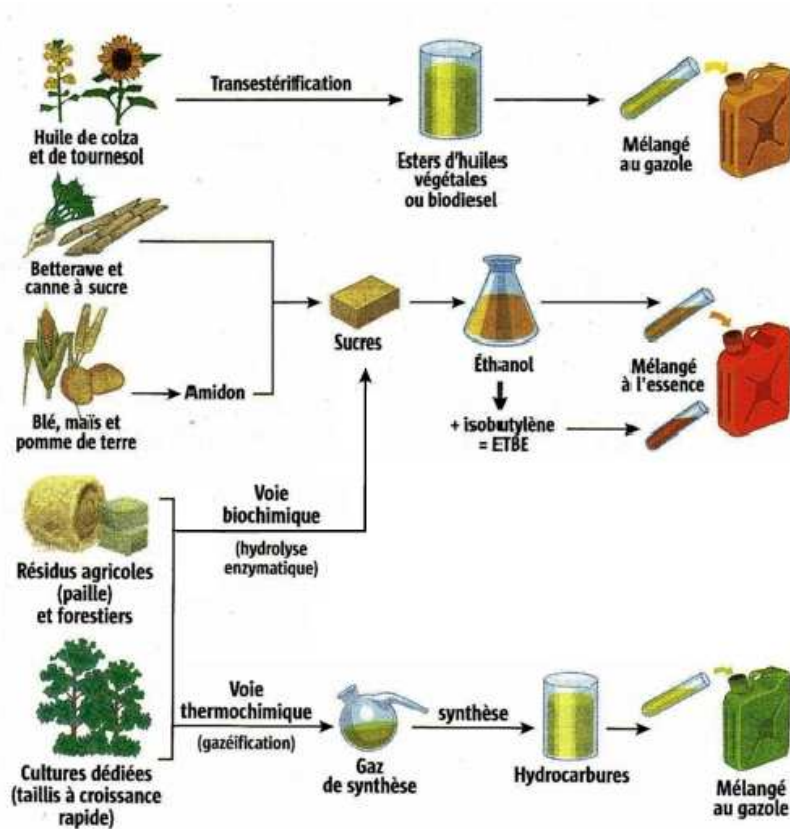 Transestérification
Huile de colza
et de tournesol
Esters d'huiles
végétales
ou biodiesel
Mélangé
au gazole
Betterave et
canne à sucre
Sucres
Éthanol
Mélangé
à l'essence
Amidon
Blé, maïs et
pomme de terre
+ isobutylène
= ETBE
Voie
biochimique
(hydrolyse
enzymatique)
Résidus agricoles
(paille)
et forestiers
Voie
thermochimique
(gazéification)
synthèse
Gaz
de synthèse
Hydrocarbures
Cultures dédiées
(taillis à croissance
rapide)
Mélangé
au gazole